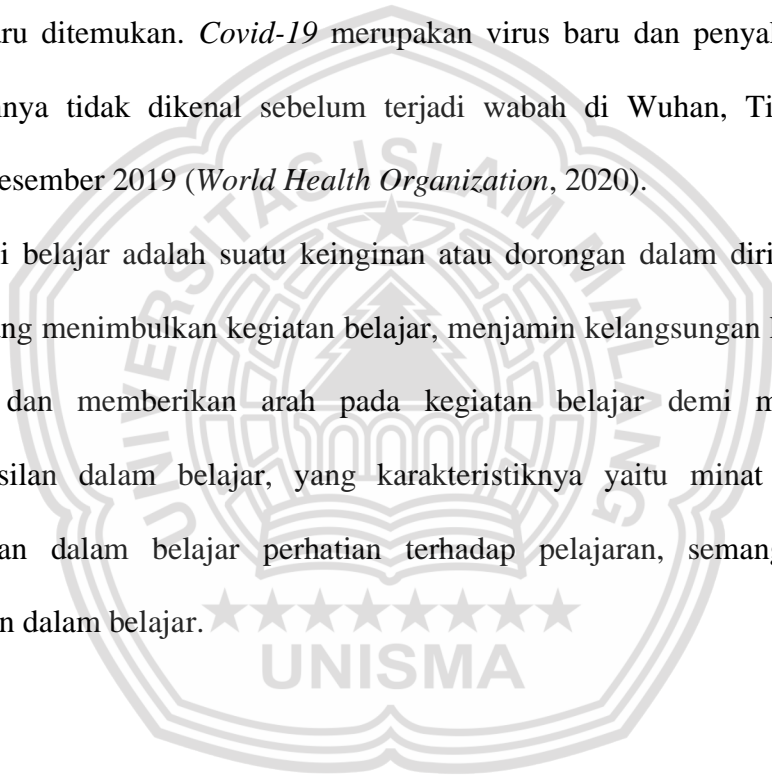 aru ditemukan. Covid-19 merupakan virus baru dan penya
nnya tidak dikenal sebelum terjadi wabah di Wuhan, Ti
esember 2019 (World Health Organization, 2020).
i belajar adalah suatu keinginan atau dorongan dalam diri
ng menimbulkan kegiatan belajar, menjamin kelangsungan
dan memberikan arah pada kegiatan belajar demi m
silan dalam belajar, yang karakteristiknya yaitu minat
an dalam belajar perhatian terhadap pelajaran, semang
n dalam belajar.
UNIVERSITAS ISLAM MALANG
UNISMA